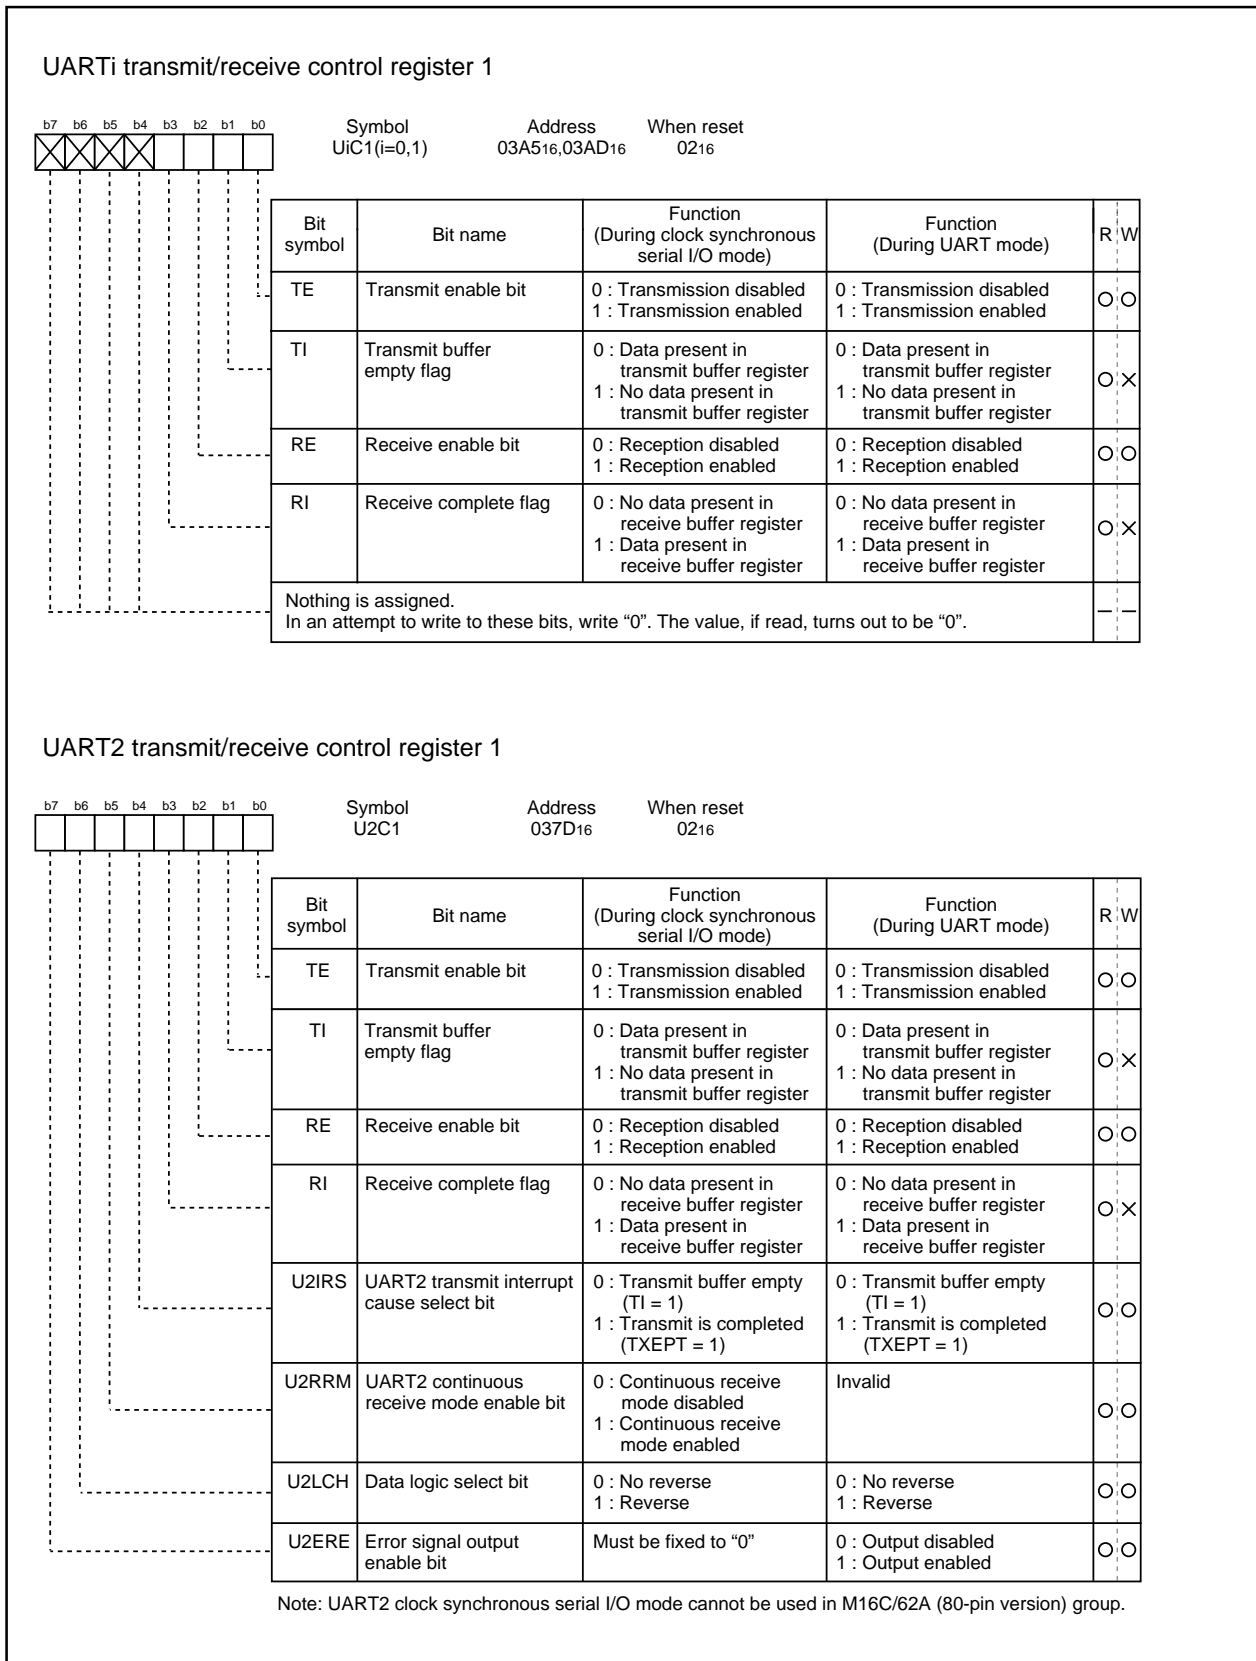 UARTi transmit/receive control register 1
b7 b6 b5 b4 b3 b2 b1 b0
Symbol Address When reset
UiC1(i=0,1) 03A516,03AD16 0216
Bit symbol Bit name Function (During clock synchronous serial I/O mode) Function (During UART mode) R W
TE Transmit enable bit 0 : Transmission disabled 0 : Transmission disabled
1 : Transmission enabled 1 : Transmission enabled
TI Transmit buffer 0 : Data present in 0 : Data present in
empty flag transmit buffer register transmit buffer register
1 : No data present in 1 : No data present in
transmit buffer register transmit buffer register
RE Receive enable bit 0 : Reception disabled 0 : Reception disabled
1 : Reception enabled 1 : Reception enabled
RI Receive complete flag 0 : No data present in 0 : No data present in
receive buffer register receive buffer register
1 : Data present in 1 : Data present in
receive buffer register receive buffer register
Nothing is assigned.
In an attempt to write to these bits, write “0”. The value, if read, turns out to be “0”.
UART2 transmit/receive control register 1
b7 b6 b5 b4 b3 b2 b1 b0
Symbol Address When reset
U2C1 037D16 0216
Bit symbol Bit name Function (During clock synchronous serial I/O mode) Function (During UART mode) R W
TE Transmit enable bit 0 : Transmission disabled 0 : Transmission disabled
1 : Transmission enabled 1 : Transmission enabled
TI Transmit buffer 0 : Data present in 0 : Data present in
empty flag transmit buffer register transmit buffer register
1 : No data present in 1 : No data present in
transmit buffer register transmit buffer register
RE Receive enable bit 0 : Reception disabled 0 : Reception disabled
1 : Reception enabled 1 : Reception enabled
RI Receive complete flag 0 : No data present in 0 : No data present in
receive buffer register receive buffer register
1 : Data present in 1 : Data present in
receive buffer register receive buffer register
U2IRS UART2 transmit interrupt 0 : Transmit buffer empty 0 : Transmit buffer empty
cause select bit (TI = 1) (TI = 1)
1 : Transmit is completed 1 : Transmit is completed
(TXEPT = 1) (TXEPT = 1)
U2RRM UART2 continuous 0 : Continuous receive Invalid
receive mode enable bit mode disabled
1 : Continuous receive
mode enabled
U2LCH Data logic select bit 0 : No reverse 0 : No reverse
1 : Reverse 1 : Reverse
U2ERE Error signal output Must be fixed to “0” 0 : Output disabled
enable bit 1 : Output enabled
Note: UART2 clock synchronous serial I/O mode cannot be used in M16C/62A (80-pin version) group.